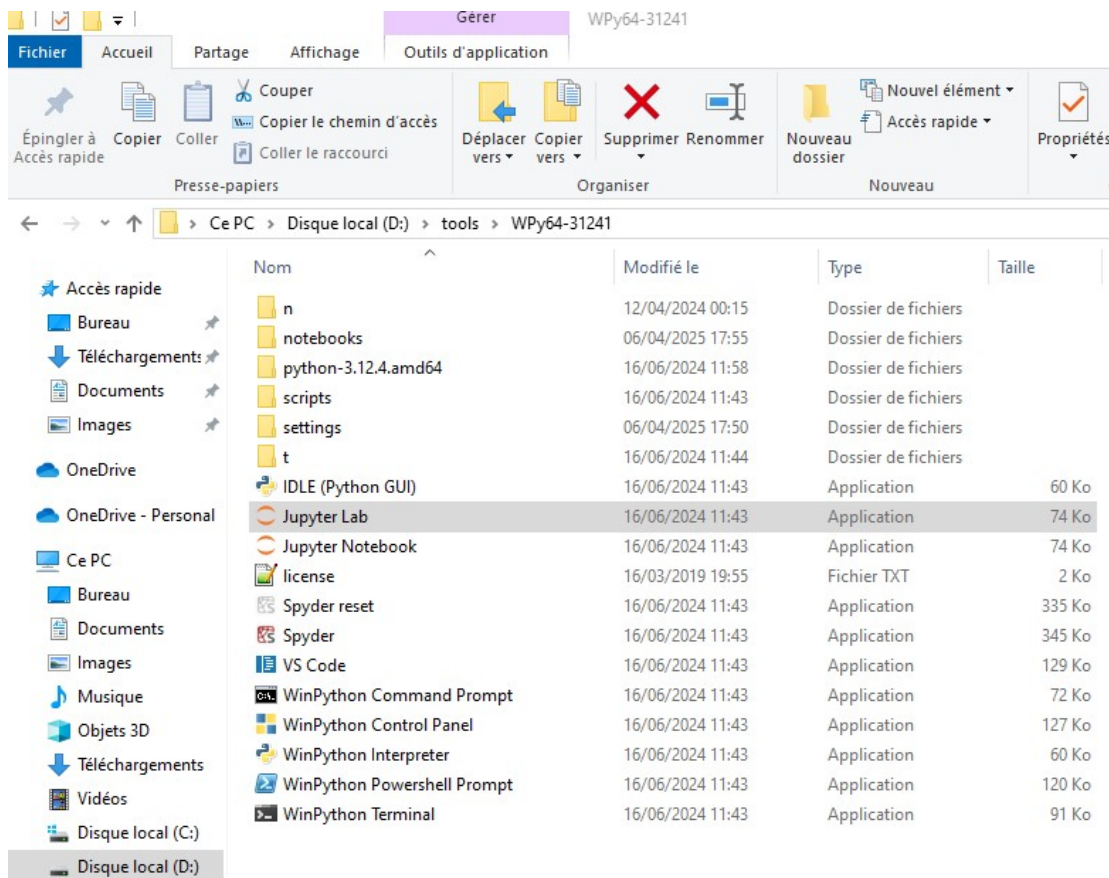 Gérer WPy64-31241
Fichier Accueil Partage Affichage Outils d'application
Couper
Copier le chemin d'accès
Coller le raccourci
Épingler à Accès rapide
Copier
Coller
Presse-papiers
Déplacer vers
Copier vers
Supprimer
Renommer
Organiser
Nouveau dossier
Nouvel élément
Accès rapide
Nouveau
Propriétés
Ce PC > Disque local (D:) > tools > WPy64-31241
Accès rapide
Bureau
Téléchargements
Documents
Images
OneDrive
OneDrive - Personal
Ce PC
Bureau
Documents
Images
Musique
Objets 3D
Téléchargements
Vidéos
Disque local (C:)
Disque local (D:)
Nom Modifié le Type Taille
n 12/04/2024 00:15 Dossier de fichiers
notebooks 06/04/2025 17:55 Dossier de fichiers
python-3.12.4.amd64 16/06/2024 11:58 Dossier de fichiers
scripts 16/06/2024 11:43 Dossier de fichiers
settings 06/04/2025 17:50 Dossier de fichiers
t 16/06/2024 11:44 Dossier de fichiers
IDLE (Python GUI) 16/06/2024 11:43 Application 60 Ko
Jupyter Lab 16/06/2024 11:43 Application 74 Ko
Jupyter Notebook 16/06/2024 11:43 Application 74 Ko
license 16/03/2019 19:55 Fichier TXT 2 Ko
Spyder reset 16/06/2024 11:43 Application 335 Ko
Spyder 16/06/2024 11:43 Application 345 Ko
VS Code 16/06/2024 11:43 Application 129 Ko
WinPython Command Prompt 16/06/2024 11:43 Application 72 Ko
WinPython Control Panel 16/06/2024 11:43 Application 127 Ko
WinPython Interpreter 16/06/2024 11:43 Application 60 Ko
WinPython Powershell Prompt 16/06/2024 11:43 Application 120 Ko
WinPython Terminal 16/06/2024 11:43 Application 91 Ko